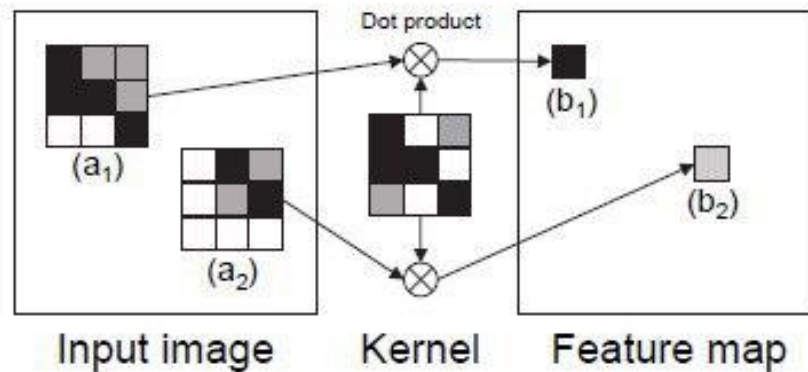 Dot product
(a₁)
(b₁)
(a₂)
(b₂)
Input image
Kernel
Feature map